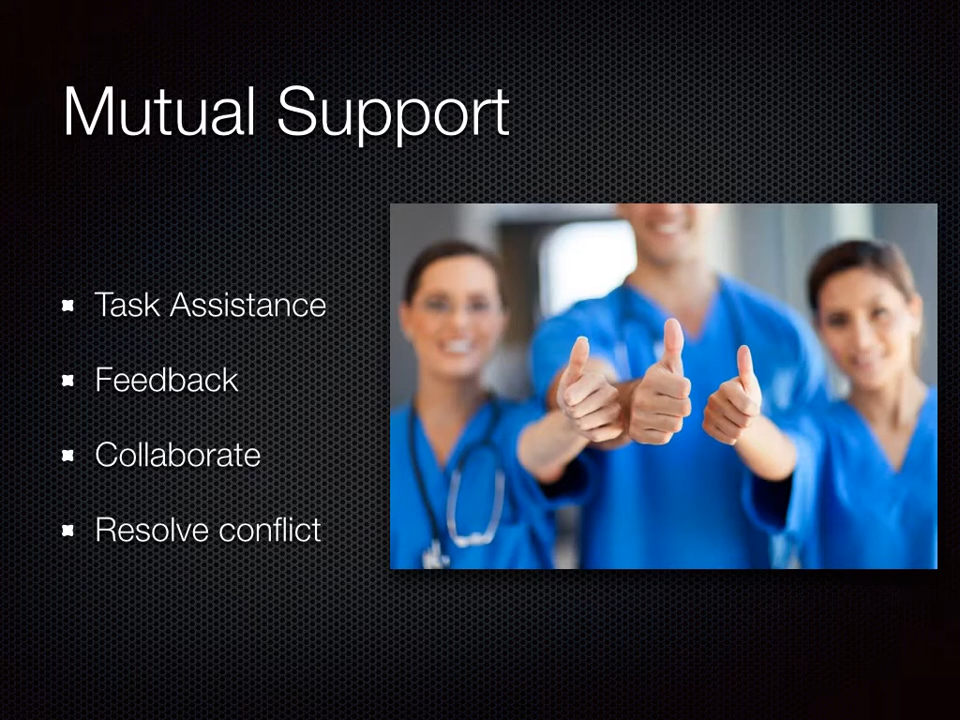 Mutual Support
Task Assistance
Feedback
Collaborate
Resolve conflict